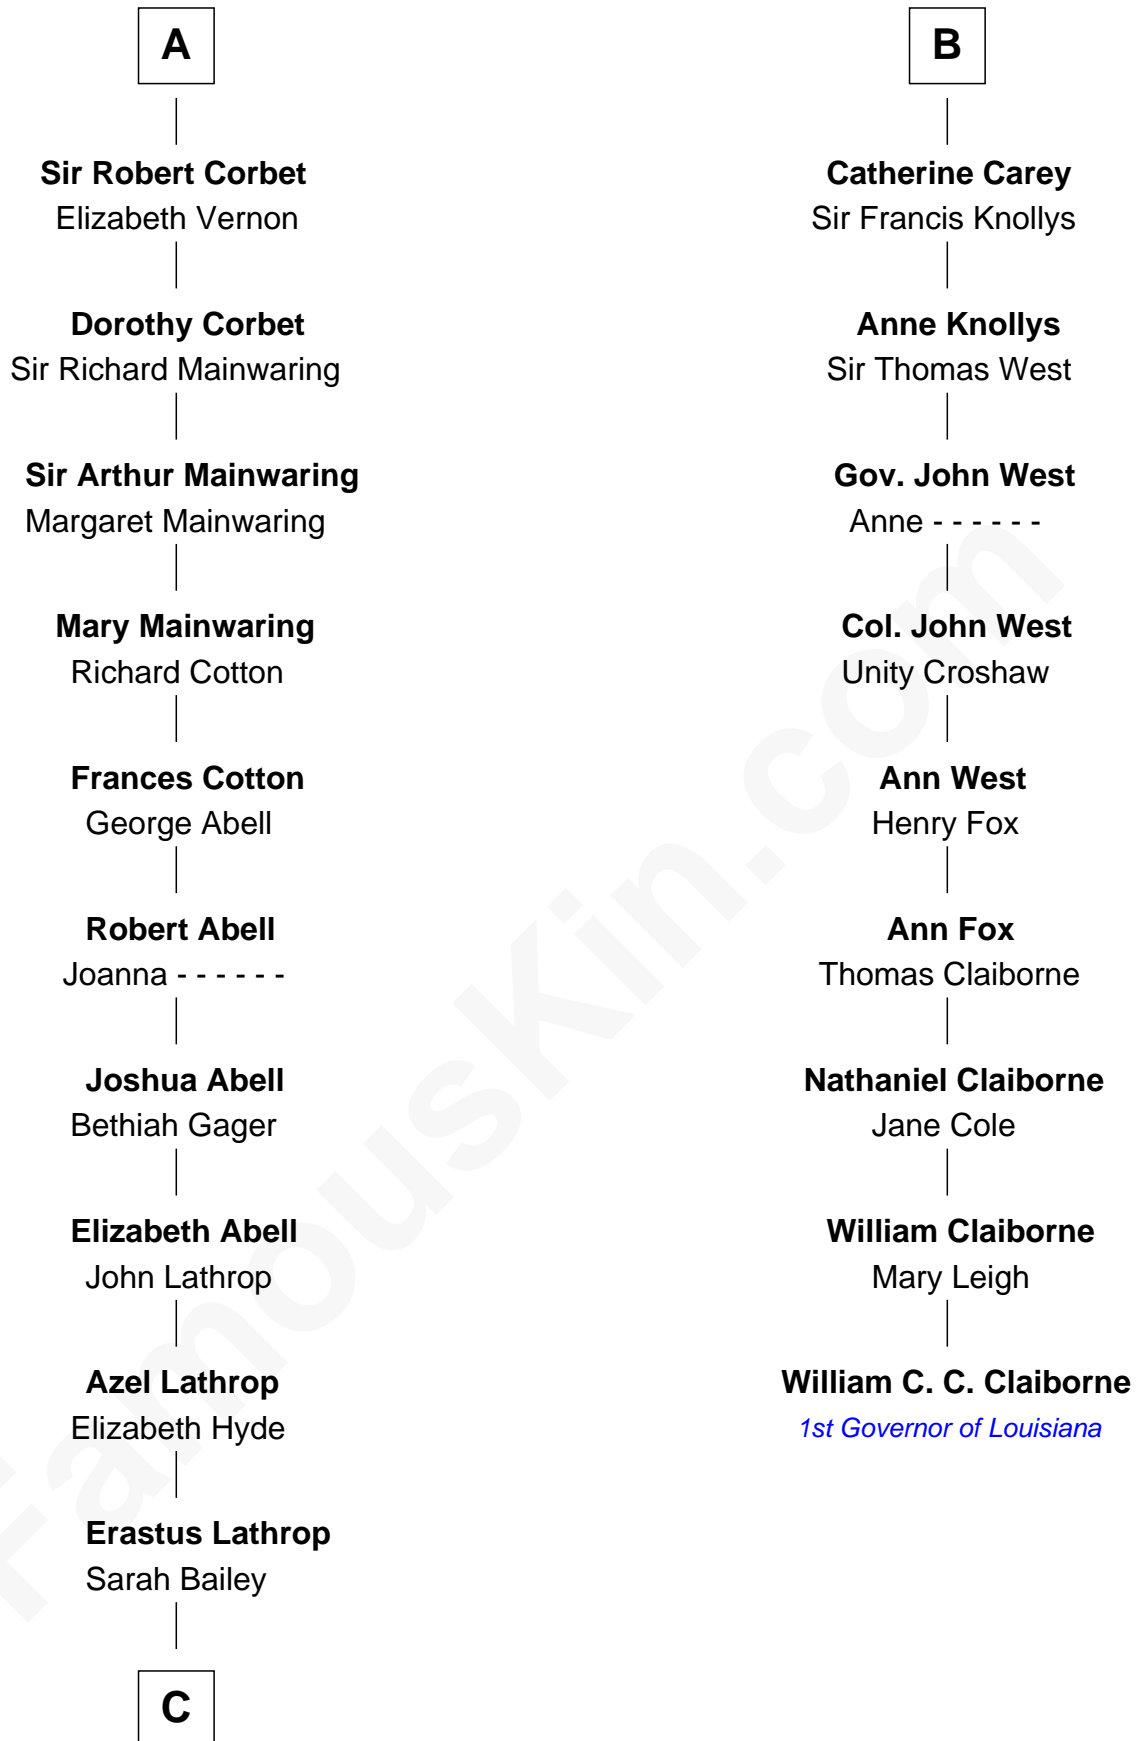 A
Sir Robert Corbet
Elizabeth Vernon
Dorothy Corbet
Sir Richard Mainwaring
Sir Arthur Mainwaring
Margaret Mainwaring
Mary Mainwaring
Richard Cotton
Frances Cotton
George Abell
Robert Abell
Joanna - - - - - -
Joshua Abell
Bethiah Gager
Elizabeth Abell
John Lathrop
Azel Lathrop
Elizabeth Hyde
Erastus Lathrop
Sarah Bailey
C
B
Catherine Carey
Sir Francis Knollys
Anne Knollys
Sir Thomas West
Gov. John West
Anne - - - - - -
Col. John West
Unity Croshaw
Ann West
Henry Fox
Ann Fox
Thomas Claiborne
Nathaniel Claiborne
Jane Cole
William Claiborne
Mary Leigh
William C. C. Claiborne
1st Governor of Louisiana
FamousKin.com